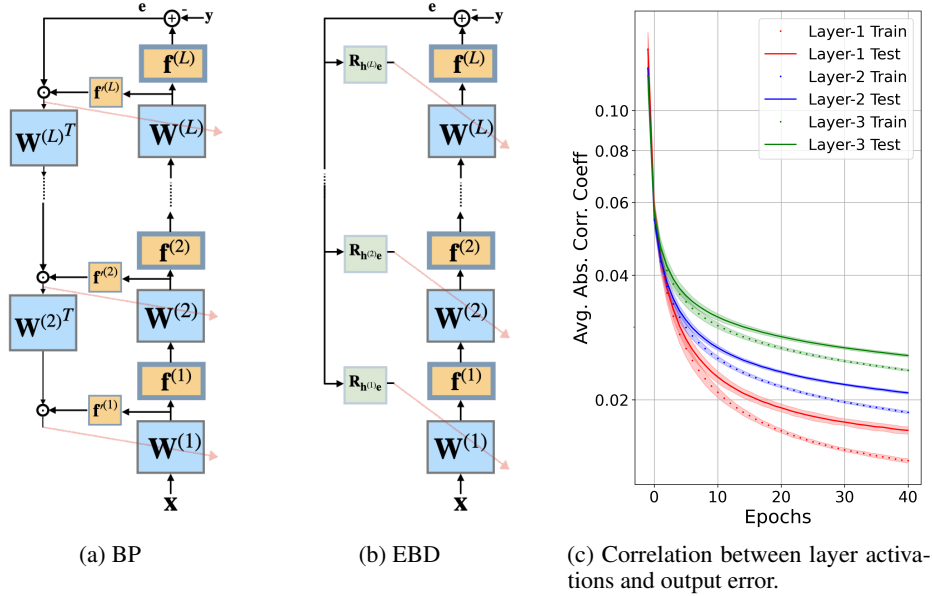 e
-
y
f^(L)
f′^(L)
W^(L)T
W^(L)
f^(2)
f′^(2)
W^(2)T
W^(2)
f^(1)
f′^(1)
W^(1)
x
(a) BP
e
-
y
R_h(L)e
f^(L)
W^(L)
f^(2)
R_h(2)e
W^(2)
R_h(1)e
f^(1)
W^(1)
x
(b) EBD
Avg. Abs. Corr. Coeff
0.10
0.08
0.06
0.04
0.02
Layer-1 Train
Layer-1 Test
Layer-2 Train
Layer-2 Test
Layer-3 Train
Layer-3 Test
0 10 20 30 40
Epochs
(c) Correlation between layer activa-
tions and output error.